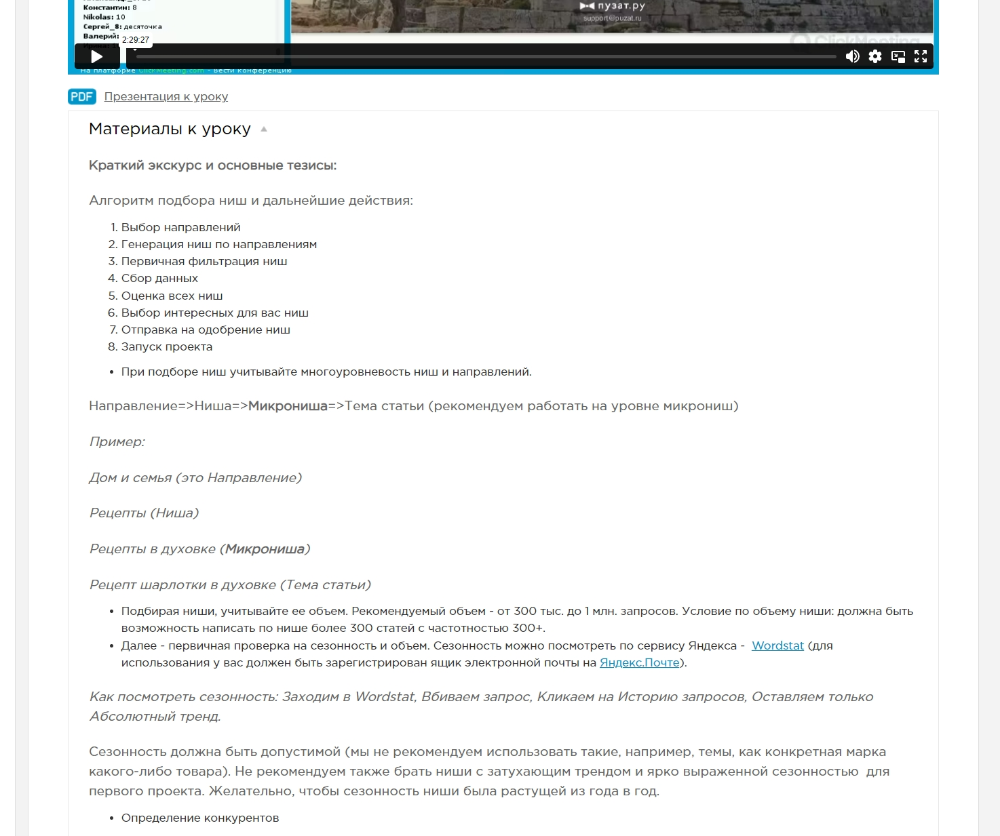 Константин: 8
Nikolas: 10
Сергей_8: десяточка
Валерий:
2:29:27
пузат.ру
support@puzat.ru
ClickMeeting
На платформе ClickMeeting.com - Вести конференцию
PDF Презентация к уроку
Материалы к уроку
Краткий экскурс и основные тезисы:
Алгоритм подбора ниш и дальнейшие действия:
1. Выбор направлений
2. Генерация ниш по направлениям
3. Первичная фильтрация ниш
4. Сбор данных
5. Оценка всех ниш
6. Выбор интересных для вас ниш
7. Отправка на одобрение ниш
8. Запуск проекта
• При подборе ниш учитывайте многоуровневость ниш и направлений.
Направление=>Ниша=>Микрониша=>Тема статьи (рекомендуем работать на уровне микрониш)
Пример:
Дом и семья (это Направление)
Рецепты (Ниша)
Рецепты в духовке (Микрониша)
Рецепт шарлотки в духовке (Тема статьи)
• Подбирая ниши, учитывайте ее объем. Рекомендуемый объем - от 300 тыс. до 1 млн. запросов. Условие по объему ниши: должна быть
возможность написать по нише более 300 статей с частотностью 300+.
• Далее - первичная проверка на сезонность и объем. Сезонность можно посмотреть по сервису Яндекса - Wordstat (для
использования у вас должен быть зарегистрирован ящик электронной почты на Яндекс.Почте).
Как посмотреть сезонность: Заходим в Wordstat, Вбиваем запрос, Кликаем на Историю запросов, Оставляем только
Абсолютный тренд.
Сезонность должна быть допустимой (мы не рекомендуем использовать такие, например, темы, как конкретная марка
какого-либо товара). Не рекомендуем также брать ниши с затухающим трендом и ярко выраженной сезонностью для
первого проекта. Желательно, чтобы сезонность ниши была растущей из года в год.
• Определение конкурентов